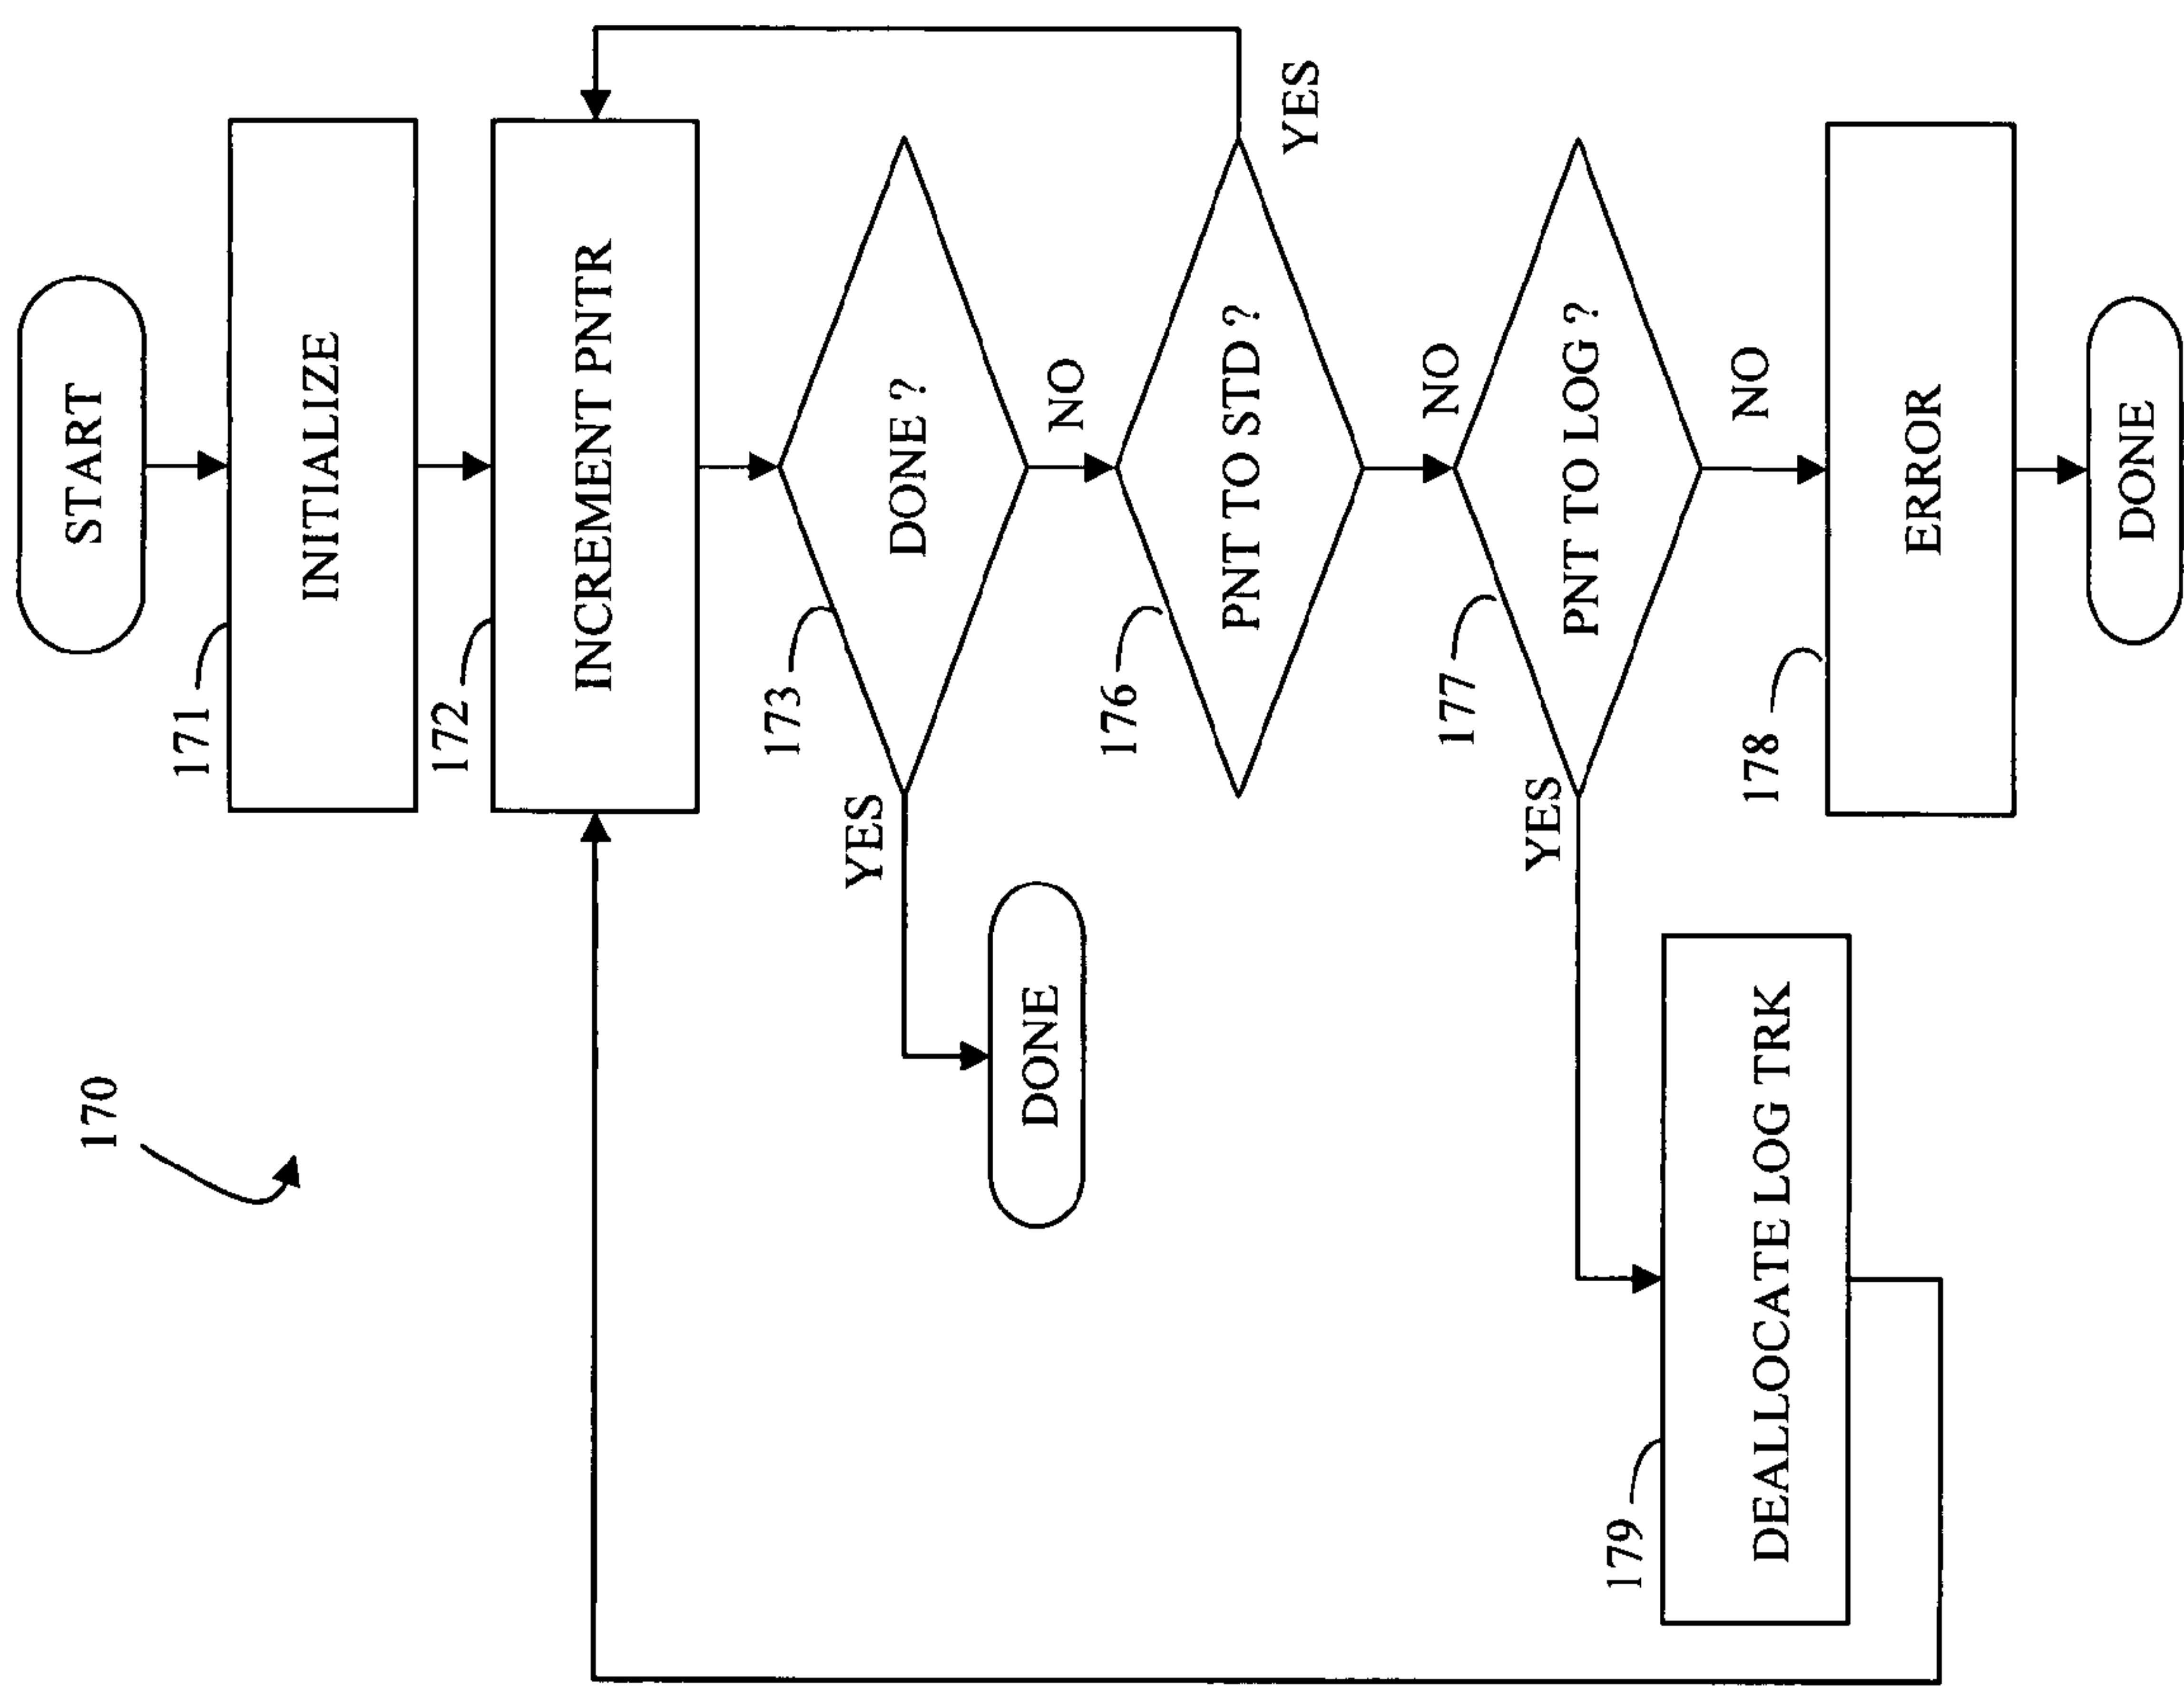 170
START
171
INITIALIZE
172
INCREMENT PNTR
173
DONE ?
YES
NO
DONE
176
PNT TO STD ?
YES
NO
177
PNT TO LOG ?
YES
NO
179
DEALLOCATE LOG TRK
178
ERROR
DONE